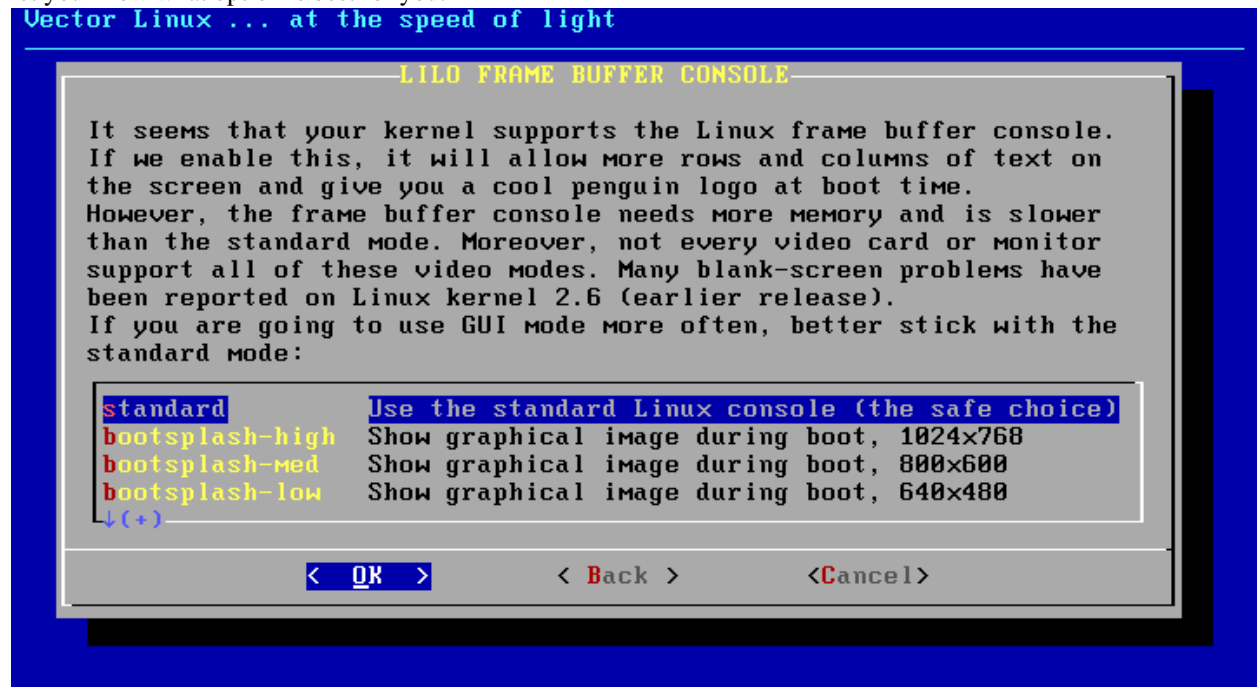 Vector Linux ... at the speed of light
LILO FRAME BUFFER CONSOLE
It seems that your kernel supports the Linux frame buffer console.
If we enable this, it will allow more rows and columns of text on
the screen and give you a cool penguin logo at boot time.
However, the frame buffer console needs more memory and is slower
than the standard mode. Moreover, not every video card or monitor
support all of these video modes. Many blank-screen problems have
been reported on Linux kernel 2.6 (earlier release).
If you are going to use GUI mode more often, better stick with the
standard mode:
standard Use the standard Linux console (the safe choice)
bootsplash-high Show graphical image during boot, 1024x768
bootsplash-med Show graphical image during boot, 800x600
bootsplash-low Show graphical image during boot, 640x480
↓(+)
< OK > < Back > <Cancel>